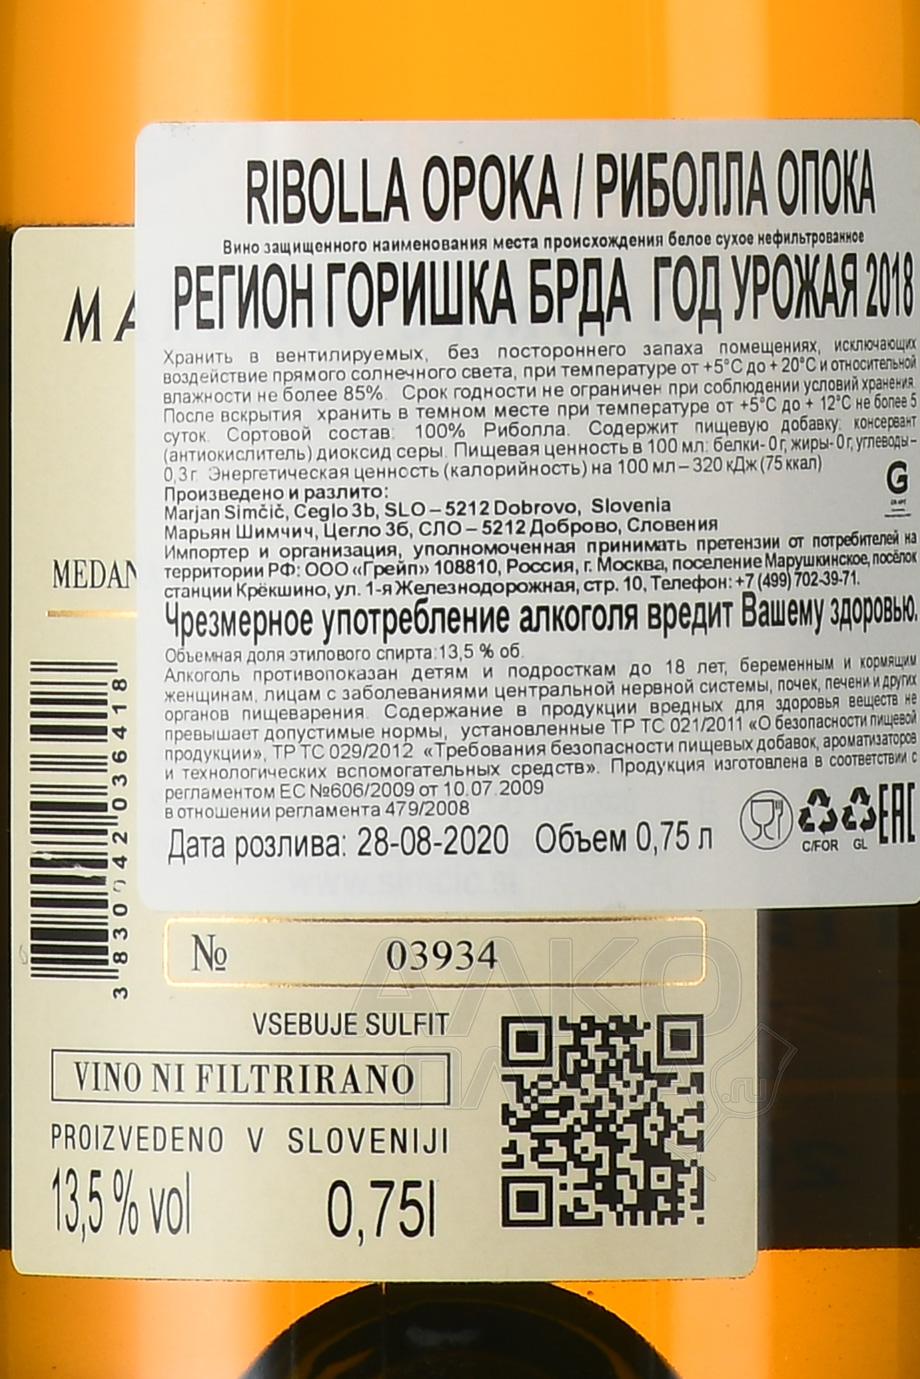 RIBOLLA OPOKA / РИБОЛЛА ОПОКА
Вино защищенного наименования места происхождения белое сухое нефильтрованное
РЕГИОН ГОРИШКА БРДА ГОД УРОЖАЯ 2018
Хранить в вентилируемых, без постороннего запаха помещениях, исключающих
воздействие прямого солнечного света, при температуре от +5°С до + 20°С и относительной
влажности не более 85%. Срок годности не ограничен при соблюдении условий хранения.
После вскрытия хранить в темном месте при температуре от +5°С до + 12°С не более 5
суток. Сортовой состав: 100% Риболла. Содержит пищевую добавку: консервант
(антиокислитель) диоксид серы. Пищевая ценность в 100 мл: белки- 0 г, жиры- 0 г, углеводы –
0,3 г. Энергетическая ценность (калорийность) на 100 мл – 320 кДж (75 ккал)
G
Произведено и разлито:
Marjan Simčič, Ceglo 3b, SLO – 5212 Dobrovo, Slovenia
Марьян Шимчич, Цегло 3б, СЛО – 5212 Доброво, Словения
Импортер и организация, уполномоченная принимать претензии от потребителей на
территории РФ: ООО «Грейп» 108810, Россия, г. Москва, поселение Марушкинское, посёлок
станции Крёкшино, ул. 1-я Железнодорожная, стр. 10, Телефон: +7 (499) 702-39-71.
Чрезмерное употребление алкоголя вредит Вашему здоровью.
Объемная доля этилового спирта:13,5 % об.
Алкоголь противопоказан детям и подросткам до 18 лет, беременным и кормящим
женщинам, лицам с заболеваниями центральной нервной системы, почек, печени и других
органов пищеварения. Содержание в продукции вредных для здоровья веществ не
превышает допустимые нормы, установленные ТР ТС 021/2011 «О безопасности пищевой
продукции», ТР ТС 029/2012 «Требования безопасности пищевых добавок, ароматизаторов
и технологических вспомогательных средств». Продукция изготовлена в соответствии с
регламентом ЕС №606/2009 от 10.07.2009
в отношении регламента 479/2008
Дата розлива: 28-08-2020 Объем 0,75 л
C/FOR GL EAC
MA
MEDAN
3 830042 036418
№ 03934
VSEBUJE SULFIT
VINO NI FILTRIRANO
PROIZVEDENO V SLOVENIJI
13,5 % vol 0,75l
АЛКО
ПЛАН
.ru